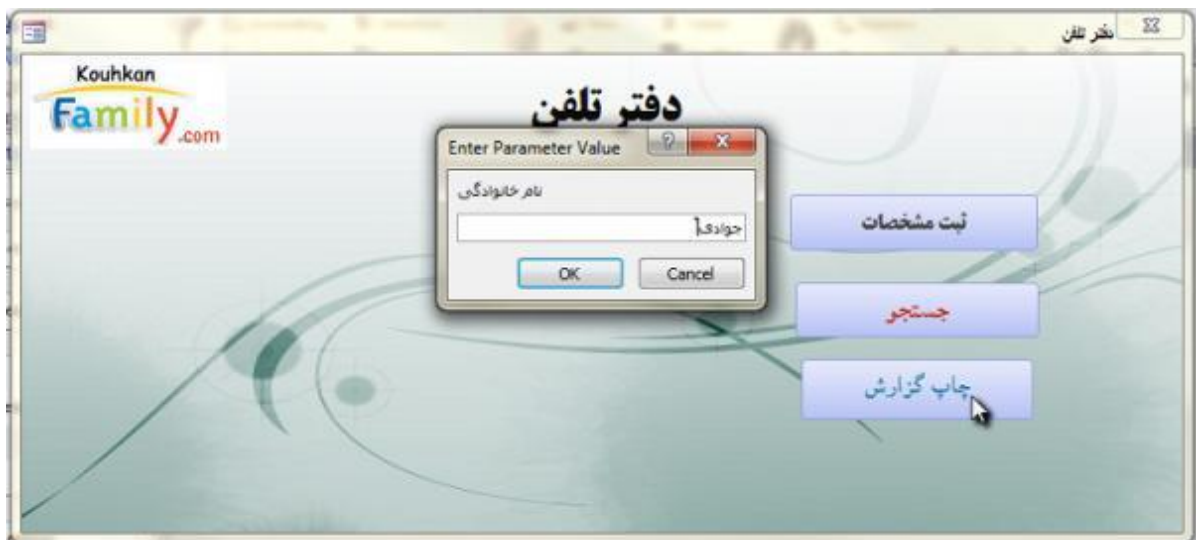 دفتر تلفن
Kouhkan
Family.com
دفتر تلفن
Enter Parameter Value
نام خانوادگی
جوادی
OK
Cancel
ثبت مشخصات
جستجو
چاپ گزارش